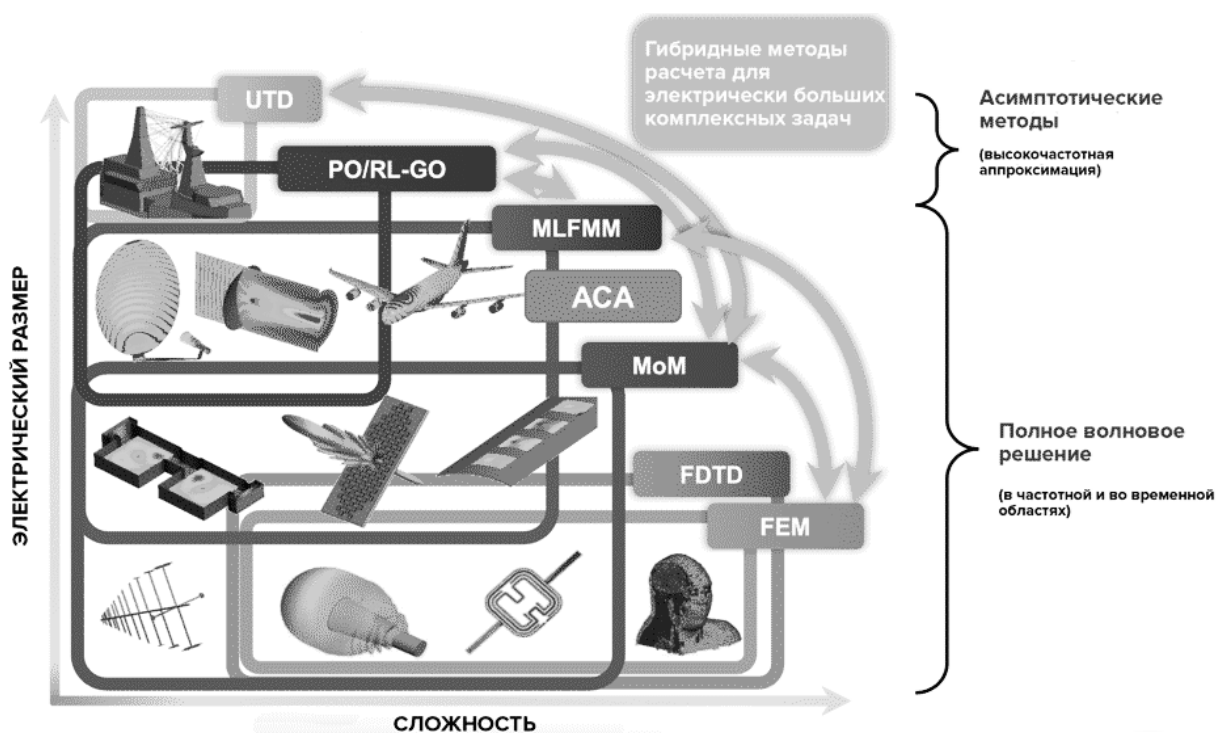 Гибридные методы
расчета для
электрически больших
комплексных задач
UTD
PO/RL-GO
MLFMM
ACA
MoM
FDTD
FEM
Асимптотические
методы
(высокочастотная
аппроксимация)
Полное волновое
решение
(в частотной и во временной
областях)
ЭЛЕКТРИЧЕСКИЙ РАЗМЕР
СЛОЖНОСТЬ